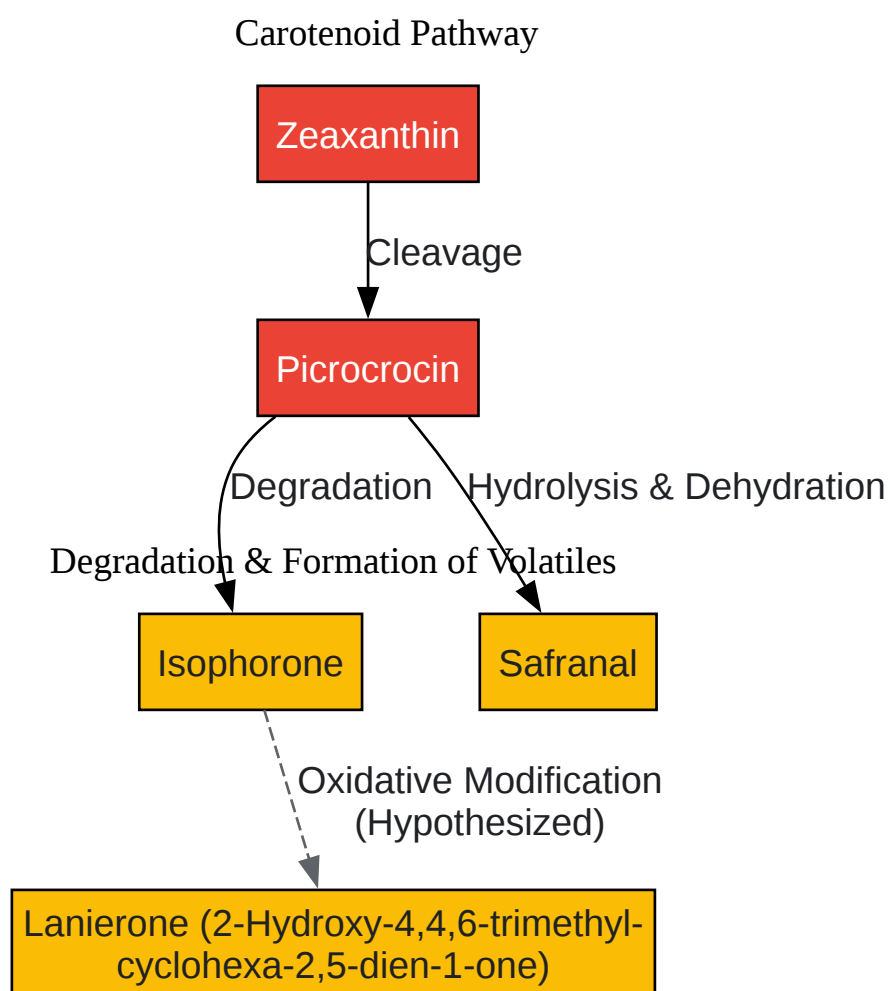 Carotenoid Pathway
Zeaxanthin
Cleavage
Picrocrocin
Degradation
Hydrolysis & Dehydration
Degradation & Formation of Volatiles
Isophorone
Safranal
Oxidative Modification
(Hypothesized)
Lanierone (2-Hydroxy-4,4,6-trimethyl-
cyclohexa-2,5-dien-1-one)